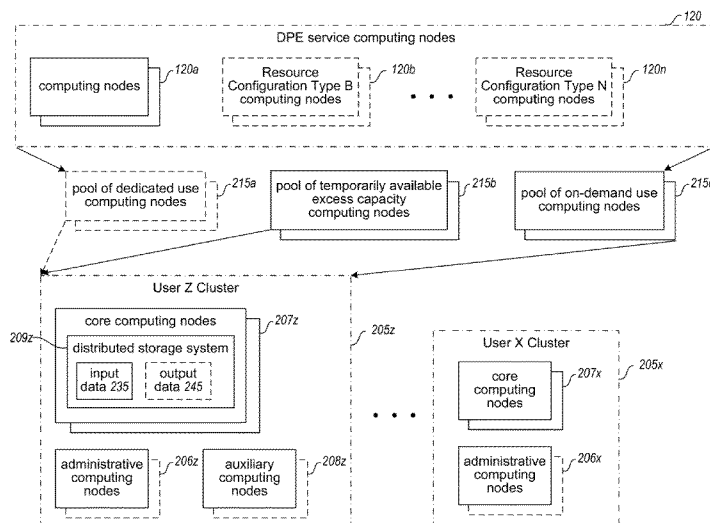 120
DPE service computing nodes
computing nodes
120a
Resource
Configuration Type B
computing nodes
120b
Resource
Configuration Type N
computing nodes
120n
pool of dedicated use
computing nodes
215a
pool of temporarily available
excess capacity
computing nodes
215b
pool of on-demand use
computing nodes
User Z Cluster
core computing nodes
207z
209z
distributed storage system
input
data 235
output
data 245
205z
administrative
computing
nodes
206z
auxiliary
computing
nodes
208z
User X Cluster
205x
core
computing
nodes
207x
administrative
computing
nodes
206x